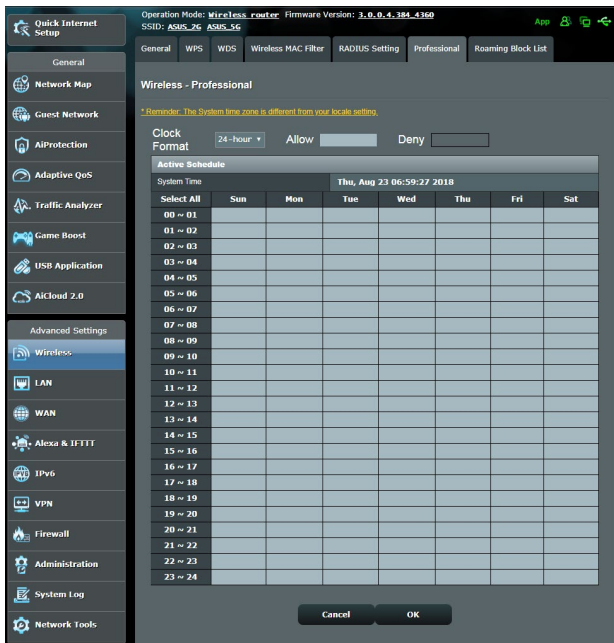 Quick Internet
Setup
General
Network Map
Guest Network
AiProtection
Adaptive QoS
Traffic Analyzer
Game Boost
USB Application
AiCloud 2.0
Advanced Settings
Wireless
LAN
WAN
Alexa & IFTTT
IPv6
VPN
Firewall
Administration
System Log
Network Tools
Operation Mode: Wireless router Firmware Version: 3.0.0.4.384_4360
SSID: ASUS_2G ASUS_5G
App
General WPS WDS Wireless MAC Filter RADIUS Setting Professional Roaming Block List
Wireless - Professional
* Reminder: The System time zone is different from your locale setting.
Clock
Format
24-hour
Allow
Deny
Active Schedule
System Time Thu, Aug 23 06:59:27 2018
Select All Sun Mon Tue Wed Thu Fri Sat
00 ~ 01
01 ~ 02
02 ~ 03
03 ~ 04
04 ~ 05
05 ~ 06
06 ~ 07
07 ~ 08
08 ~ 09
09 ~ 10
10 ~ 11
11 ~ 12
12 ~ 13
13 ~ 14
14 ~ 15
15 ~ 16
16 ~ 17
17 ~ 18
18 ~ 19
19 ~ 20
20 ~ 21
21 ~ 22
22 ~ 23
23 ~ 24
Cancel OK